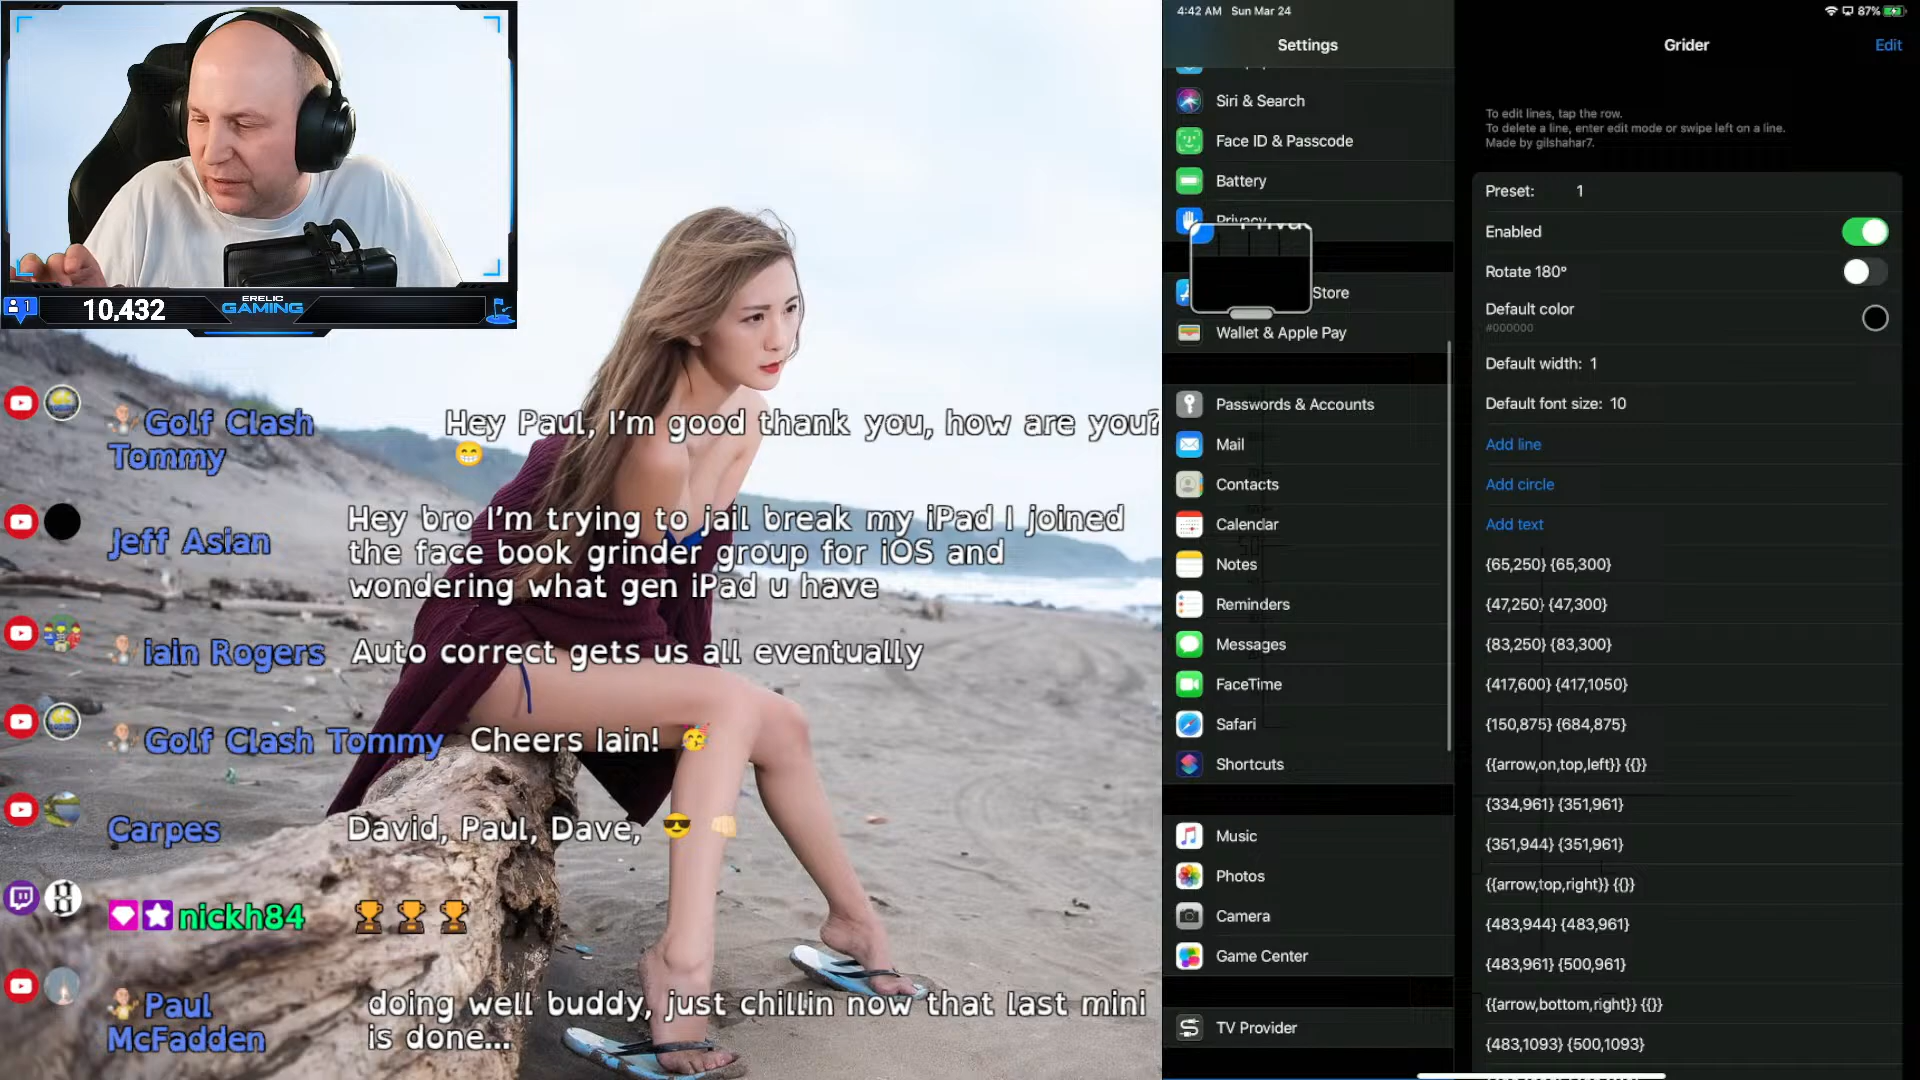 1
10,432
ERELIC
GAMING
Golf Clash
Tommy
Hey Paul, I'm good thank you, how are you?
Jeff Asian
Hey bro I'm trying to jail break my iPad I joined
the face book grinder group for iOS and
wondering what gen iPad u have
iain Rogers
Auto correct gets us all eventually
Golf Clash Tommy
Cheers Iain!
Carpes
David, Paul, Dave,
nickh84
Paul
McFadden
doing well buddy, just chillin now that last mini
is done...
4:42 AM Sun Mar 24
87%
Settings
Siri & Search
Face ID & Passcode
Battery
Privacy
Store
Wallet & Apple Pay
Passwords & Accounts
Mail
Contacts
Calendar
Notes
Reminders
Messages
FaceTime
Safari
Shortcuts
Music
Photos
Camera
Game Center
TV Provider
Grider
Edit
To edit lines, tap the row.
To delete a line, enter edit mode or swipe left on a line.
Made by gilshahar7.
Preset: 1
Enabled
Rotate 180°
Default color
#000000
Default width: 1
Default font size: 10
Add line
Add circle
Add text
{65,250} {65,300}
{47,250} {47,300}
{83,250} {83,300}
{417,600} {417,1050}
{150,875} {684,875}
{{arrow,on,top,left}} {{}}
{334,961} {351,961}
{351,944} {351,961}
{{arrow,top,right}} {{}}
{483,944} {483,961}
{483,961} {500,961}
{{arrow,bottom,right}} {{}}
{483,1093} {500,1093}